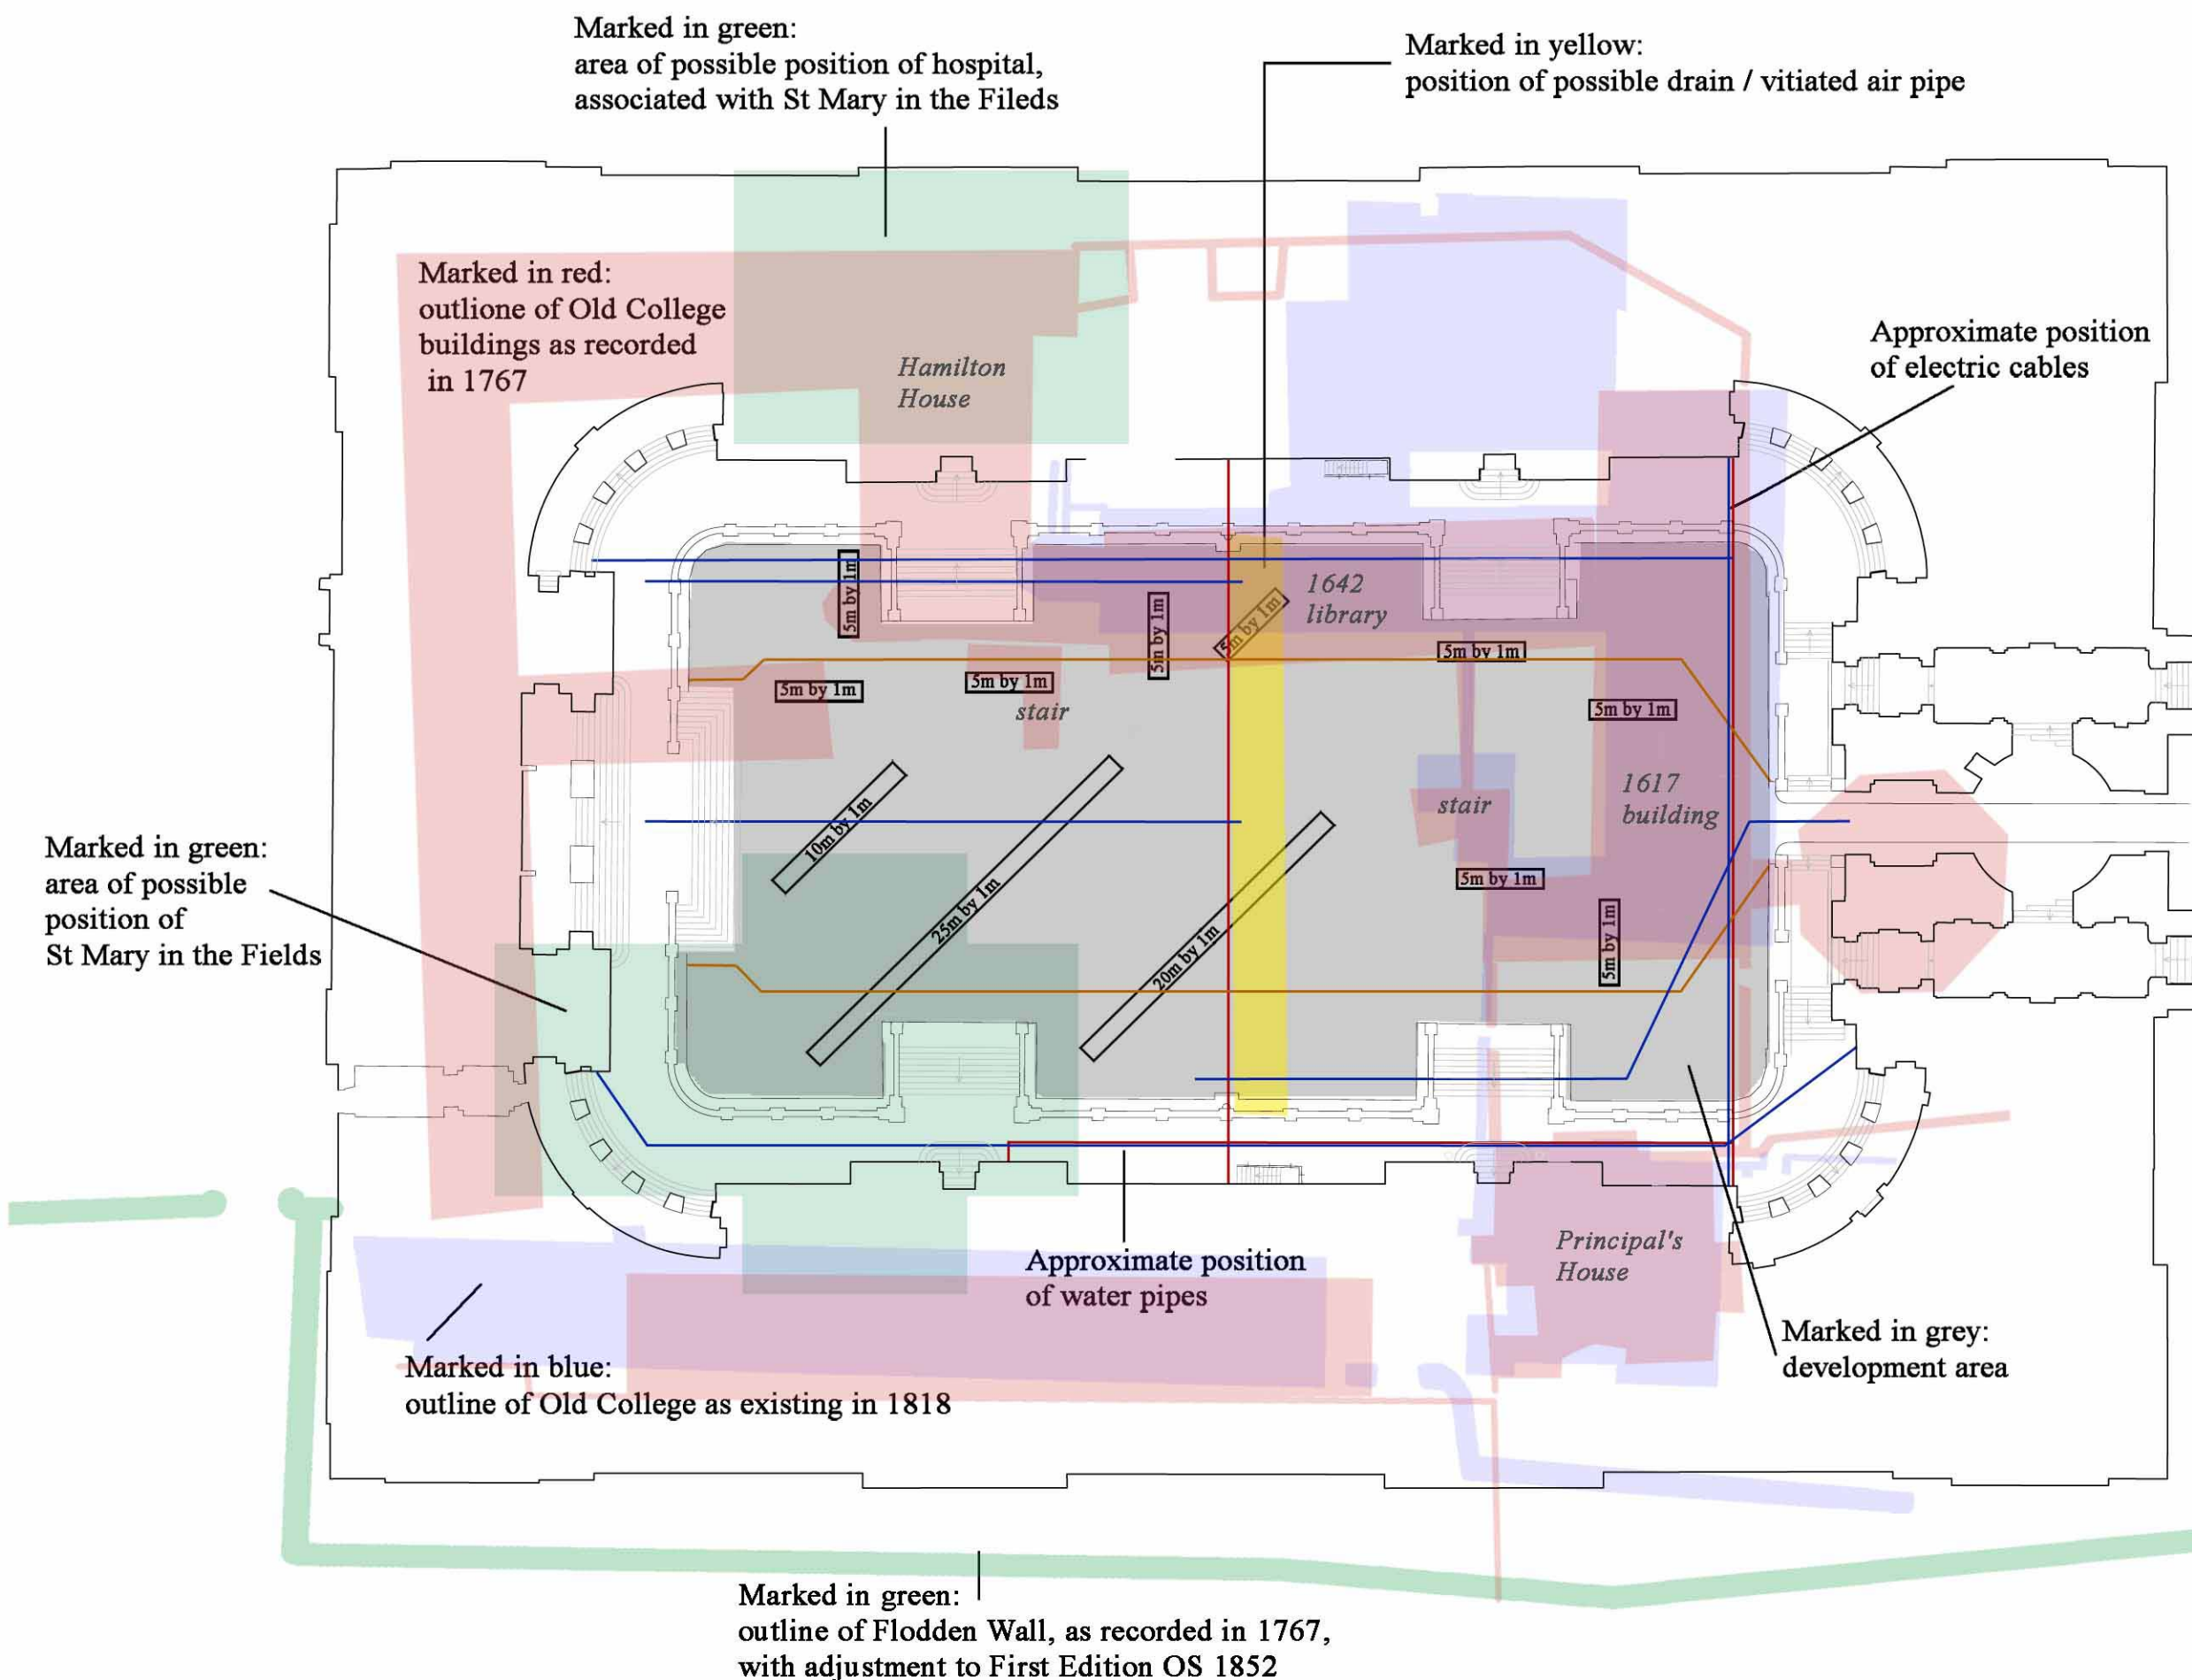 Marked in green:
area of possible position of hospital,
associated with St Mary in the Fileds
Marked in yellow:
position of possible drain / vitiated air pipe
Marked in red:
outlione of Old College
buildings as recorded
in 1767
Hamilton
House
Approximate position
of electric cables
5m by 1m
5m by 1m
5m by 1m
1642
library
5m by 1m
5m by 1m
5m by 1m
stair
5m by 1m
10m by 1m
25m by 1m
20m by 1m
stair
1617
building
5m by 1m
5m by 1m
Marked in green:
area of possible
position of
St Mary in the Fields
Approximate position
of water pipes
Principal's
House
Marked in grey:
development area
Marked in blue:
outline of Old College as existing in 1818
Marked in green:
outline of Flodden Wall, as recorded in 1767,
with adjustment to First Edition OS 1852